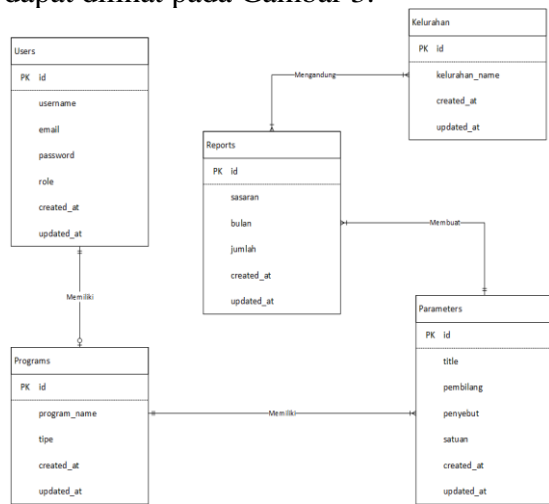 dapat dilihat pada Gambar 3.
Users
PK id
username
email
password
role
created_at
updated_at
Kelurahan
PK id
kelurahan_name
created_at
updated_at
Mengandung
Reports
PK id
sasaran
bulan
jumlah
created_at
updated_at
Membuat
Memiliki
Programs
PK id
program_name
tipe
created_at
updated_at
Memiliki
Parameters
PK id
title
pembilang
penyebut
satuan
created_at
updated_at